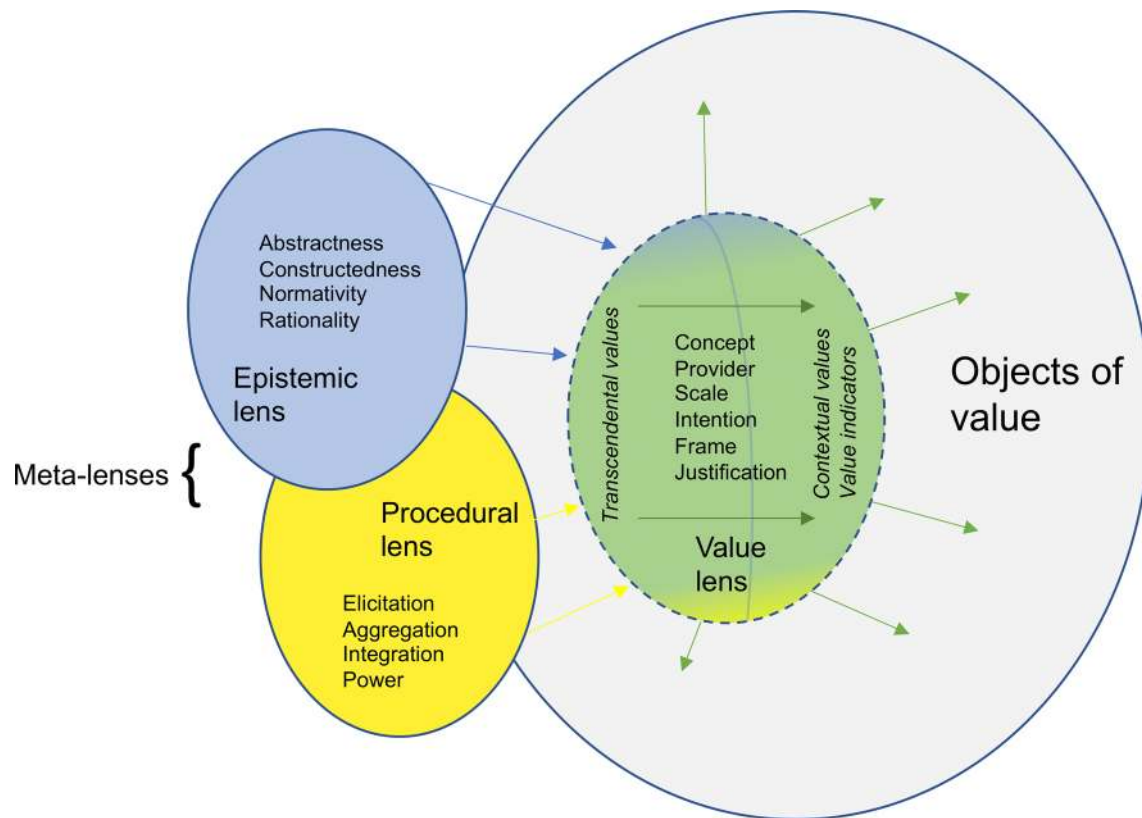 Abstractness
Constructedness
Normativity
Rationality
Epistemic
lens
Meta-lenses {
Procedural
lens
Elicitation
Aggregation
Integration
Power
Transcendental values
Concept
Provider
Scale
Intention
Frame
Justification
Contextual values
Value indicators
Value
lens
Objects of
value